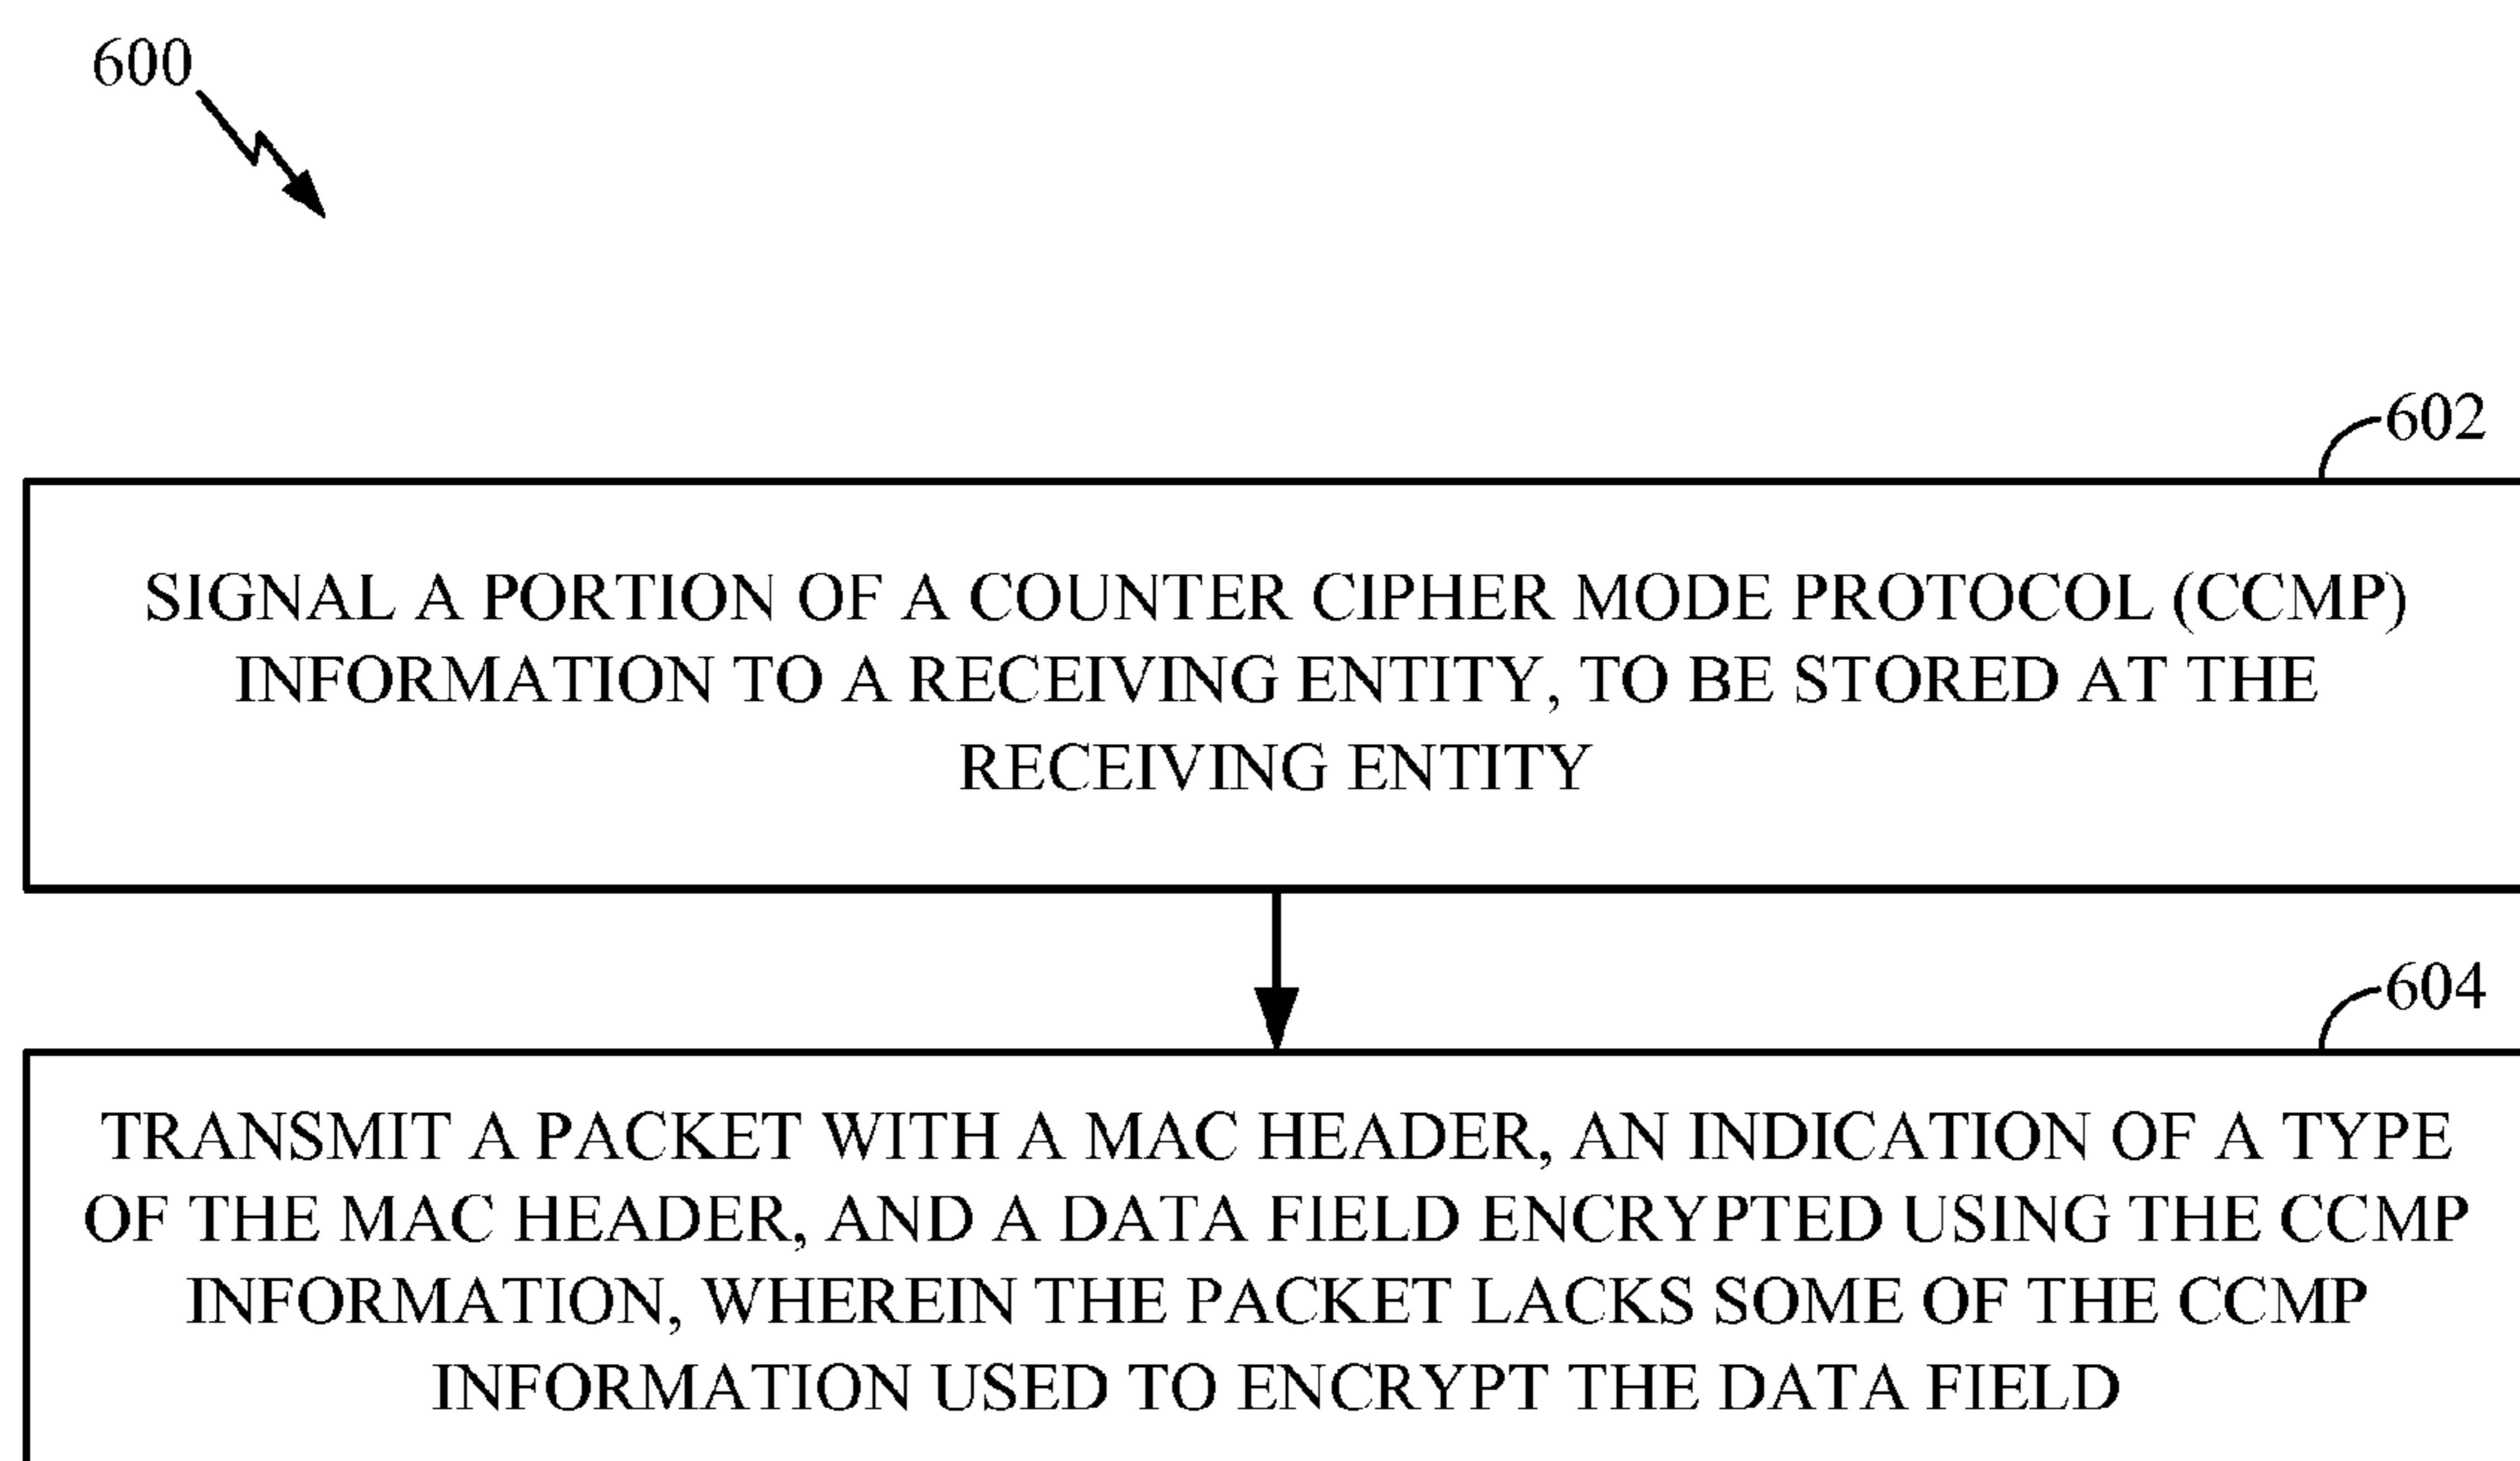 600
602
SIGNAL A PORTION OF A COUNTER CIPHER MODE PROTOCOL (CCMP)
INFORMATION TO A RECEIVING ENTITY, TO BE STORED AT THE
RECEIVING ENTITY
604
TRANSMIT A PACKET WITH A MAC HEADER, AN INDICATION OF A TYPE
OF THE MAC HEADER, AND A DATA FIELD ENCRYPTED USING THE CCMP
INFORMATION, WHEREIN THE PACKET LACKS SOME OF THE CCMP
INFORMATION USED TO ENCRYPT THE DATA FIELD